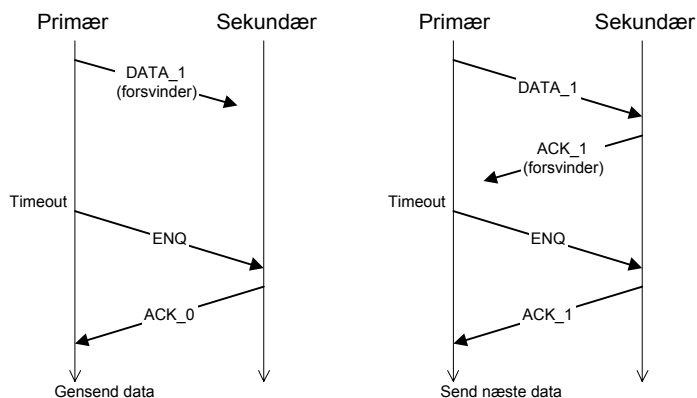 Primær
Sekundær
DATA_1
(forsvinder)
Timeout
ENQ
ACK_0
Gensend data
Primær
Sekundær
DATA_1
ACK_1
(forsvinder)
Timeout
ENQ
ACK_1
Send næste data